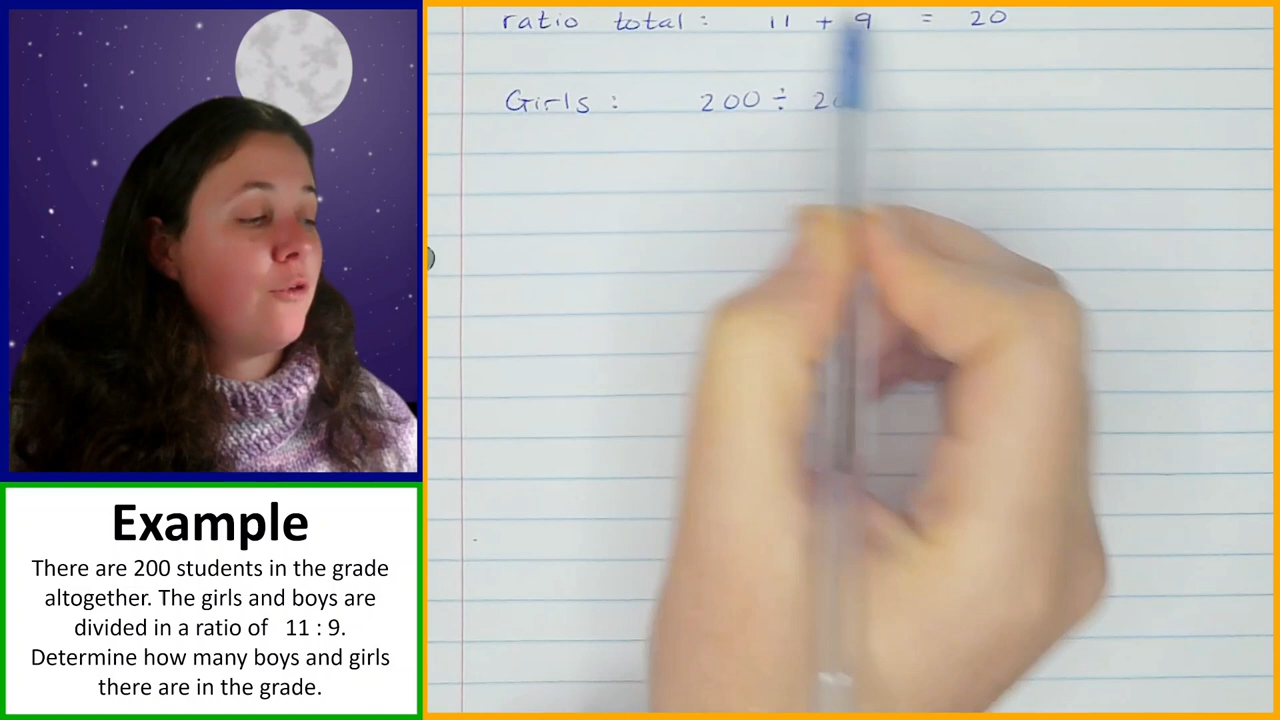 ratio total : 11 + 9 = 20
Girls : 200 ÷ 20
Example
There are 200 students in the grade
altogether. The girls and boys are
divided in a ratio of 11 : 9.
Determine how many boys and girls
there are in the grade.